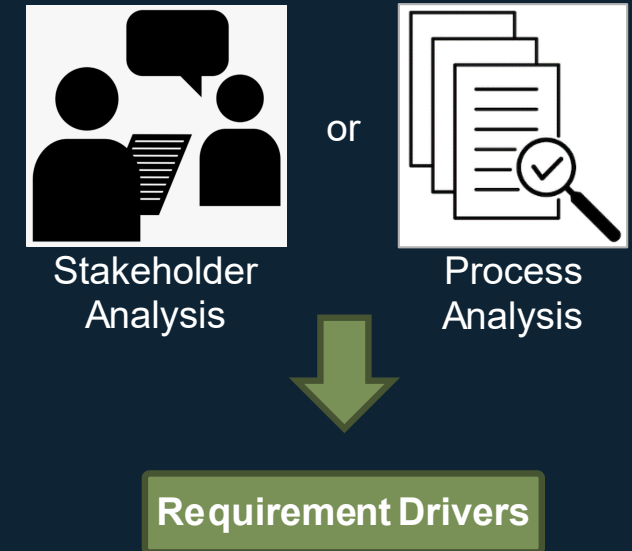 or
Stakeholder
Analysis
Process
Analysis
Requirement Drivers